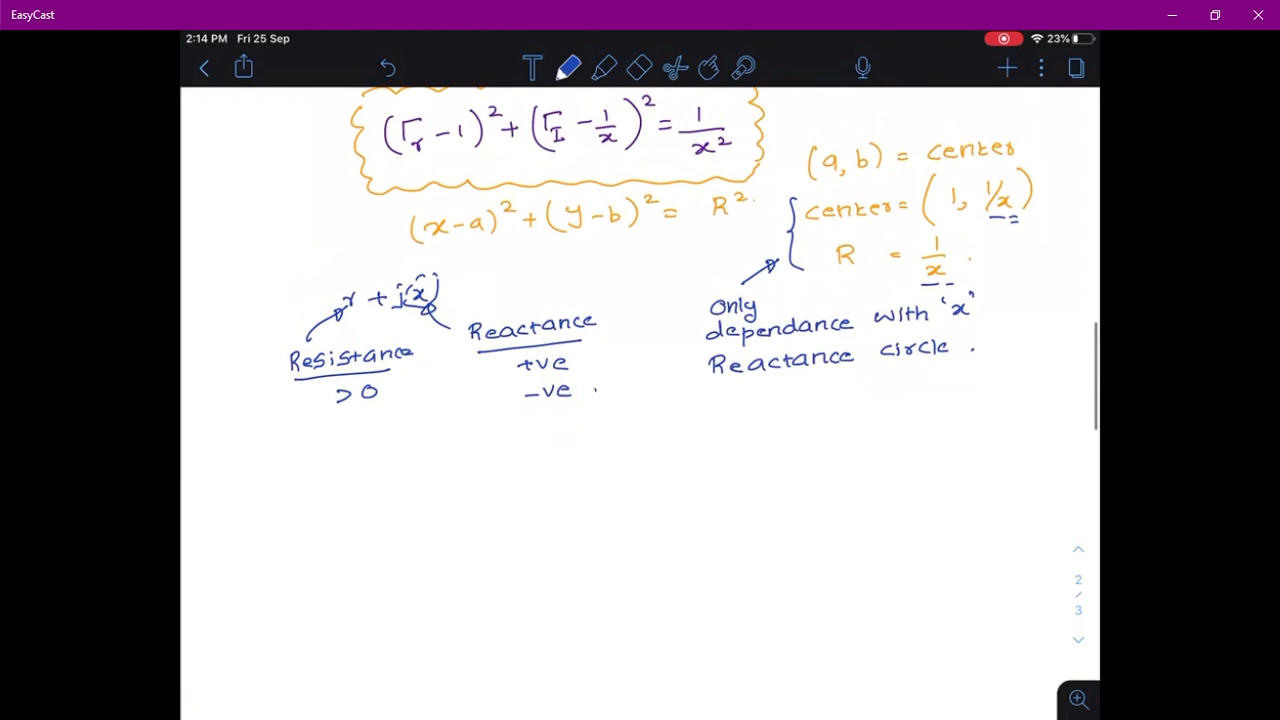 EasyCast
2:14 PM Fri 25 Sep
23%
(Γr - 1)² + (ΓI - 1/x)² = 1/x²
(a, b) = center
(x-a)² + (y-b)² = R².
center = (1, 1/x)
R = 1/x .
r + j(x)
Only
dependance with 'x'
Reactance circle .
Resistance
> 0
Reactance
+ve
-ve .
2
/
3